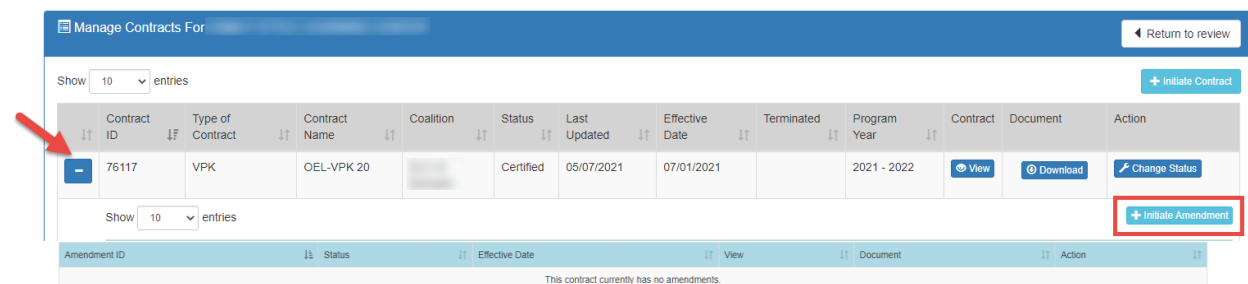 Manage Contracts For
Return to review
Show 10 entries
Initiate Contract
Contract ID Type of Contract Contract Name Coalition Status Last Updated Effective Date Terminated Program Year Contract Document Action
76117 VPK OEL-VPK 20 Certified 05/07/2021 07/01/2021 2021 - 2022 View Download Change Status
Show 10 entries
Initiate Amendment
Amendment ID Status Effective Date View Document Action
This contract currently has no amendments.